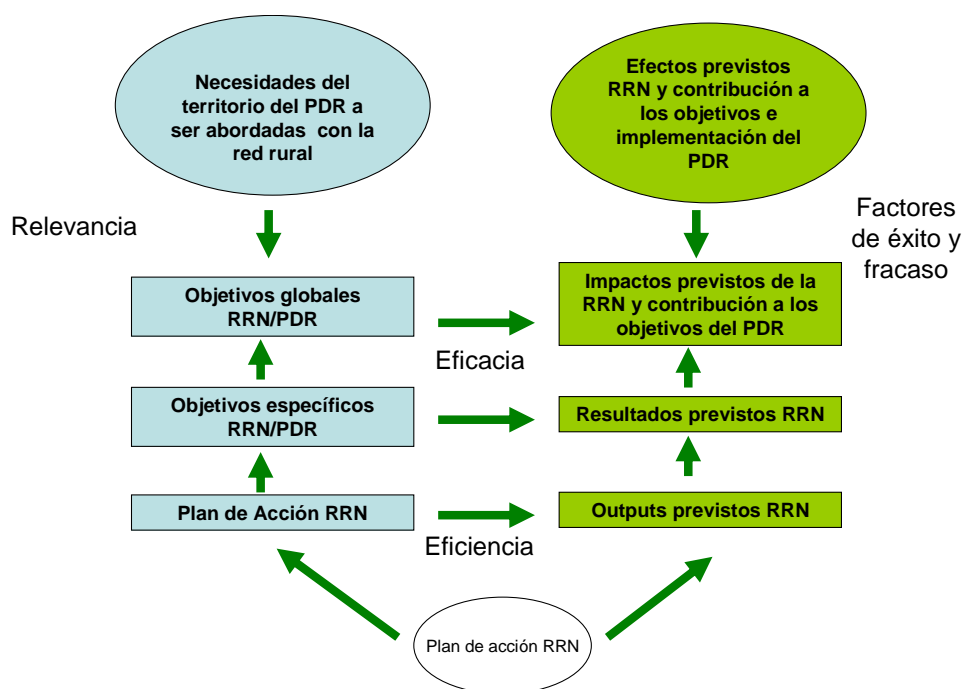 Necesidades del
territorio del PDR a
ser abordadas con la
red rural
Efectos previstos
RRN y contribución a
los objetivos e
implementación del
PDR
Relevancia
Factores
de éxito y
fracaso
Objetivos globales
RRN/PDR
Impactos previstos de la
RRN y contribución a los
objetivos del PDR
Eficacia
Objetivos específicos
RRN/PDR
Resultados previstos RRN
Plan de Acción RRN
Outputs previstos RRN
Eficiencia
Plan de acción RRN